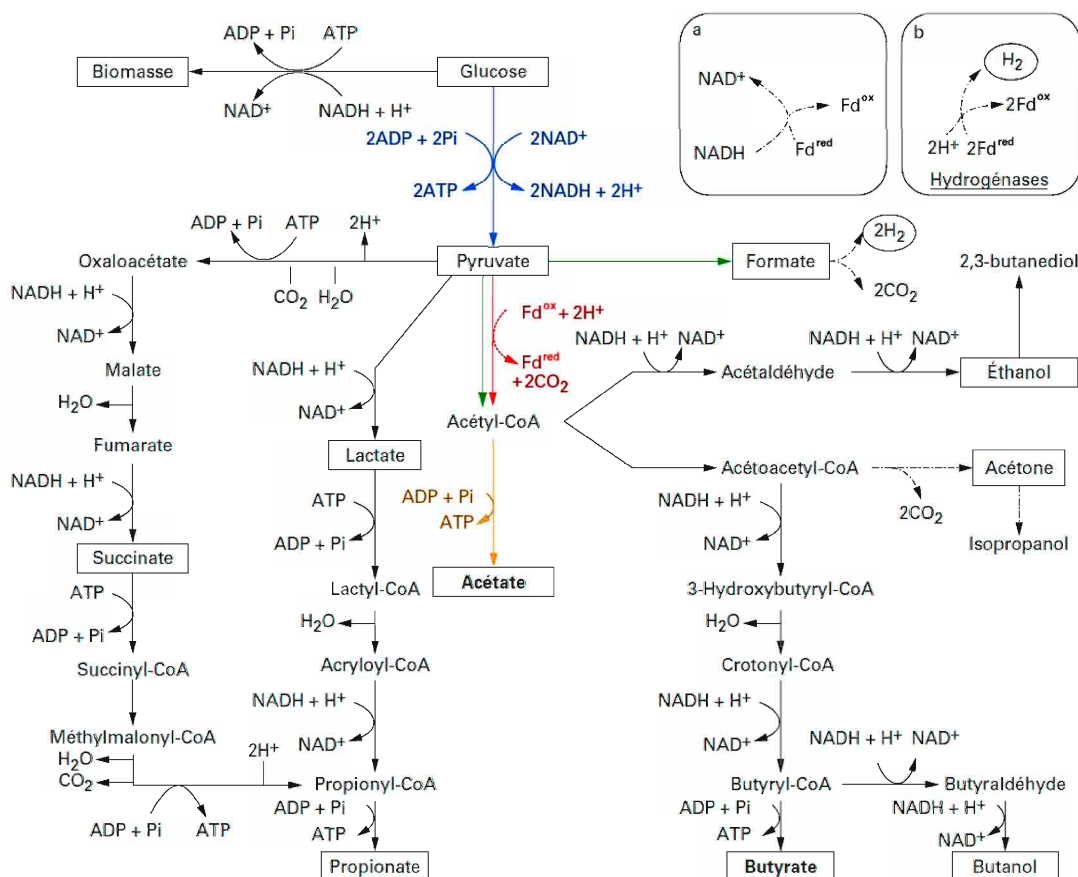 ADP + Pi ATP
Biomasse Glucose
NAD⁺ NADH + H⁺
a
NAD⁺
Fdᵒˣ
NADH Fdʳᵉᵈ
b
H₂
2Fdᵒˣ
2H⁺ 2Fdʳᵉᵈ
Hydrogénases
2ADP + 2Pi 2NAD⁺
2ATP 2NADH + 2H⁺
ADP + Pi ATP 2H⁺
Oxaloacétate Pyruvate Formate
CO₂ H₂O
2H₂
2CO₂
2,3-butanediol
NADH + H⁺
NAD⁺
Malate
H₂O
Fumarate
NADH + H⁺
NAD⁺
Succinate
ATP
ADP + Pi
Succinyl-CoA
Méthylmalonyl-CoA
H₂O
CO₂
2H⁺
ADP + Pi ATP
NADH + H⁺
NAD⁺
Lactate
ATP
ADP + Pi
Lactyl-CoA
H₂O
Acryloyl-CoA
NADH + H⁺
NAD⁺
Propionyl-CoA
ADP + Pi
ATP
Propionate
Fdᵒˣ + 2H⁺
Fdʳᵉᵈ
+2CO₂
Acétyl-CoA
ADP + Pi
ATP
Acétate
NADH + H⁺ NAD⁺
Acétaldéhyde
NADH + H⁺ NAD⁺
Éthanol
Acétoacetyl-CoA Acétone
2CO₂
Isopropanol
NADH + H⁺
NAD⁺
3-Hydroxybutyryl-CoA
H₂O
Crotonyl-CoA
NADH + H⁺
NAD⁺
NADH + H⁺ NAD⁺
Butyryl-CoA Butyraldéhyde
ADP + Pi
ATP
Butyrate
NADH + H⁺
NAD⁺
Butanol